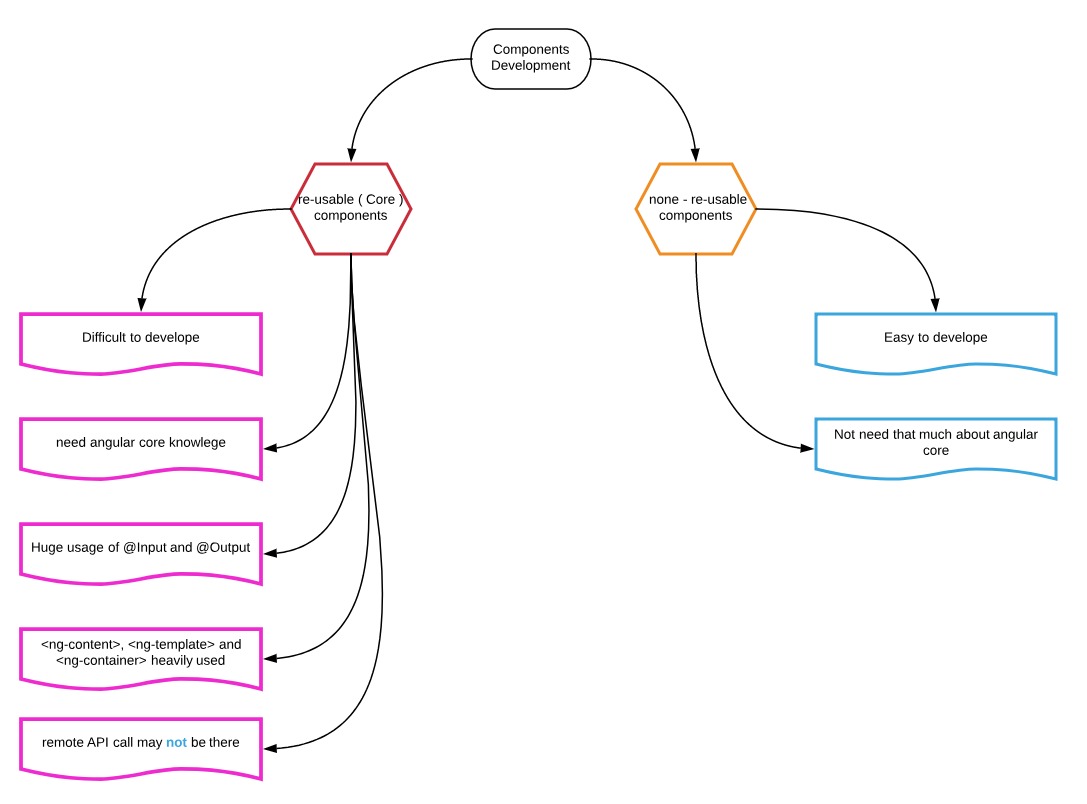 Components
Development
re-usable ( Core )
components
none - re-usable
components
Difficult to develope
Easy to develope
need angular core knowlege
Not need that much about angular
core
Huge usage of @Input and @Output
<ng-content>, <ng-template> and
<ng-container> heavily used
remote API call may not be there